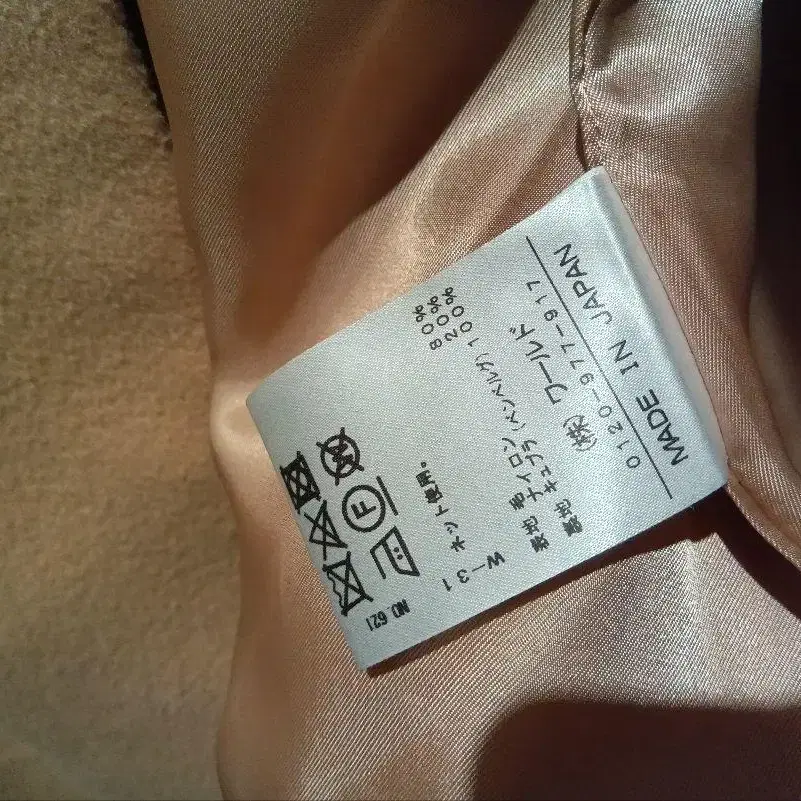 NO. 621
W-31
ネット使用。
表地 毛 80%
ナイロン 20%
裏地 キュプラ(ベンベルグ) 100%
(株) ワールド
0120-977-917
MADE IN JAPAN